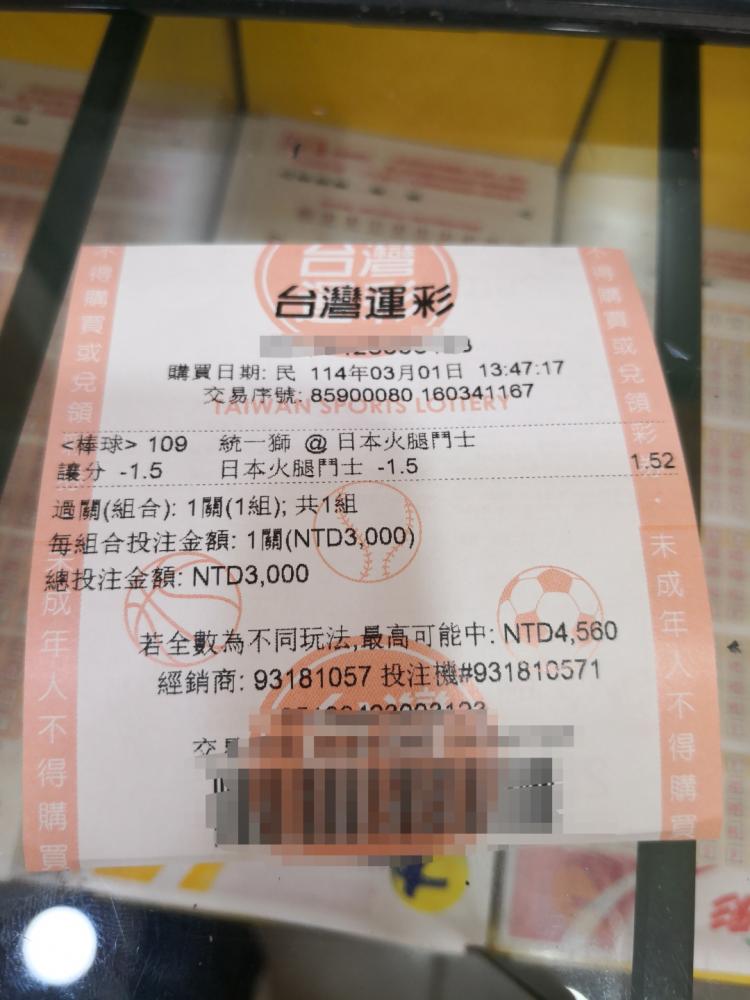 台灣
台灣運彩
購買日期: 民 114年03月01日 13:47:17
交易序號: 85900080 160341167
TAIWAN SPORTS LOTTERY
<棒球> 109 統一獅 @ 日本火腿鬥士
讓分 -1.5 日本火腿鬥士 -1.5 1.52
過關(組合): 1關(1組); 共1組
每組合投注金額: 1關(NTD3,000)
總投注金額: NTD3,000
若全數為不同玩法,最高可能中: NTD4,560
經銷商: 93181057 投注機#931810571
交易
不得購買或兌領
未成年人不得購買
不得購買或兌領彩
未成年人不得購買